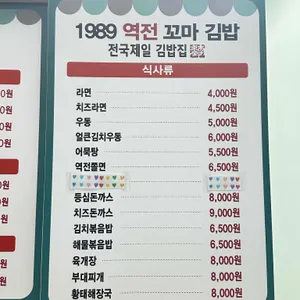 1989 역전 꼬마 김밥
전국제일 김밥집
식사류
라면 4,000원
치즈라면 4,500원
우동 5,000원
얼큰김치우동 6,000원
어묵탕 5,500원
역전쫄면 6,500원
등심돈까스 8,000원
치즈돈까스 9,000원
김치볶음밥 6,500원
해물볶음밥 6,500원
육개장 8,000원
부대찌개 8,000원
황태해장국 8,000원